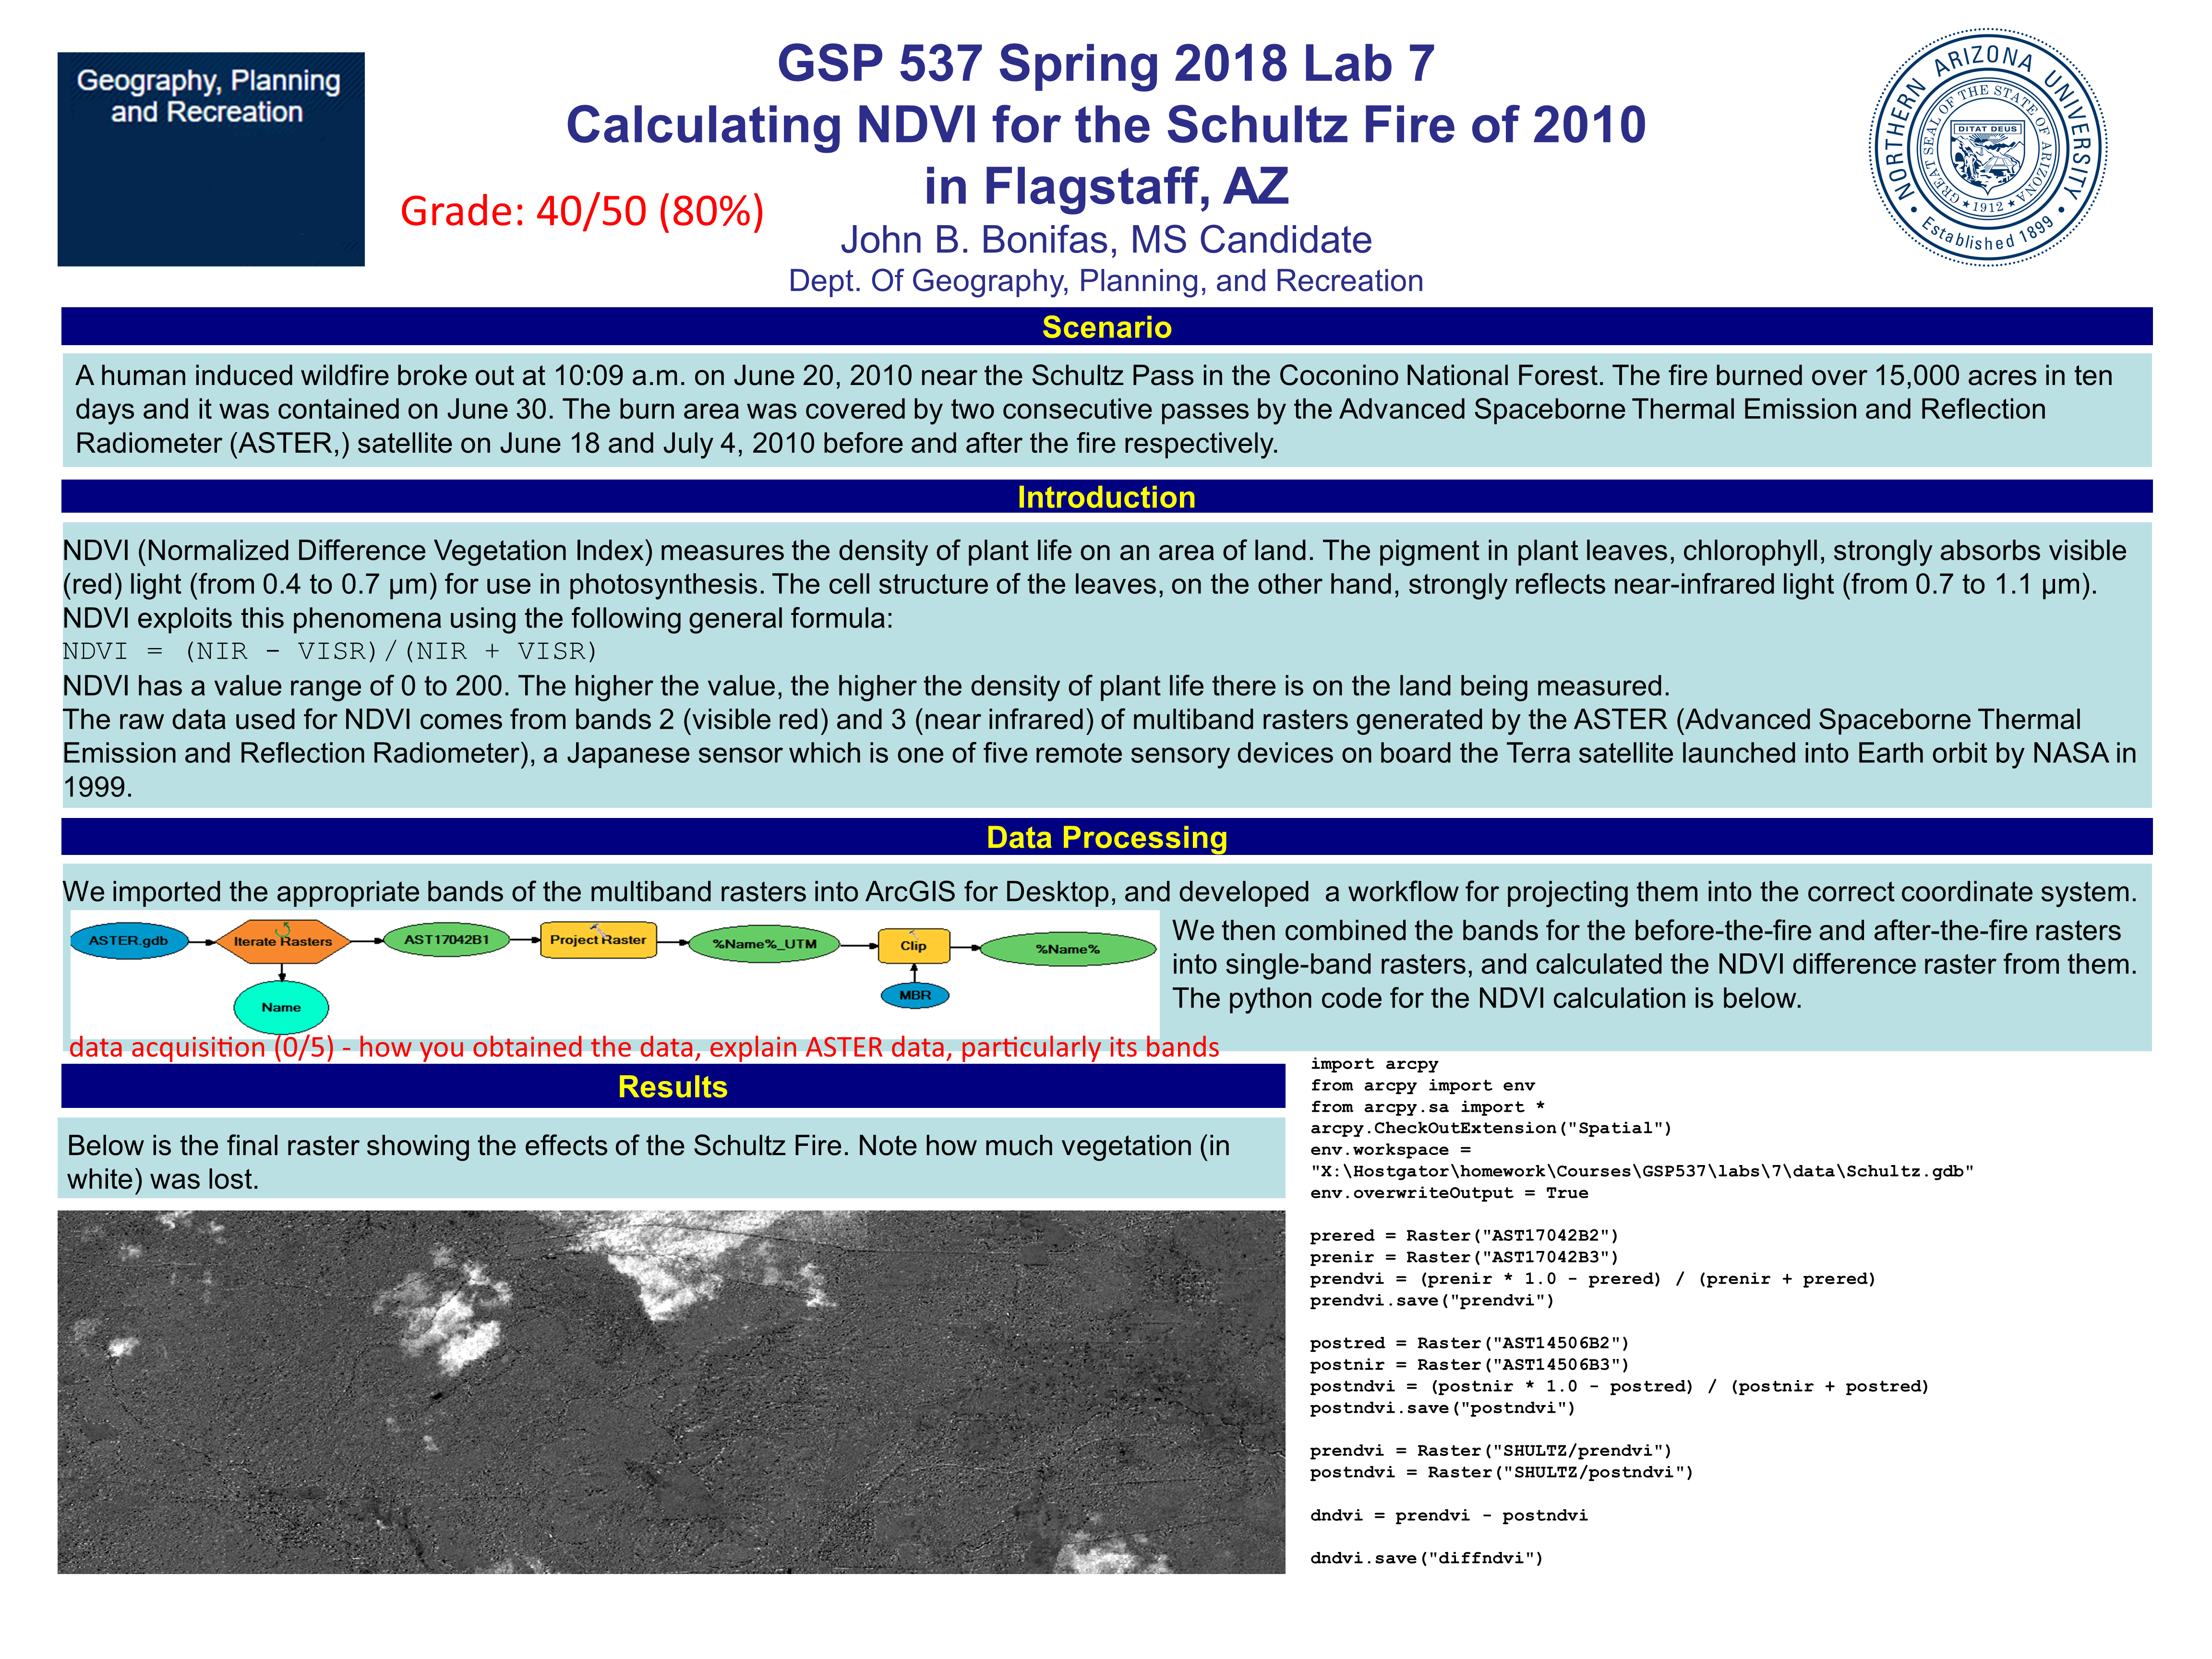 Geography, Planning
and Recreation
GSP 537 Spring 2018 Lab 7
Calculating NDVI for the Schultz Fire of 2010
in Flagstaff, AZ
Grade: 40/50 (80%)
John B. Bonifas, MS Candidate
Dept. Of Geography, Planning, and Recreation
NORTHERN ARIZONA UNIVERSITY
• Established 1899 •
GREAT SEAL OF THE STATE OF ARIZONA
DITAT DEUS
★ 1912 ★
Scenario
A human induced wildfire broke out at 10:09 a.m. on June 20, 2010 near the Schultz Pass in the Coconino National Forest. The fire burned over 15,000 acres in ten
days and it was contained on June 30. The burn area was covered by two consecutive passes by the Advanced Spaceborne Thermal Emission and Reflection
Radiometer (ASTER,) satellite on June 18 and July 4, 2010 before and after the fire respectively.
Introduction
NDVI (Normalized Difference Vegetation Index) measures the density of plant life on an area of land. The pigment in plant leaves, chlorophyll, strongly absorbs visible
(red) light (from 0.4 to 0.7 μm) for use in photosynthesis. The cell structure of the leaves, on the other hand, strongly reflects near-infrared light (from 0.7 to 1.1 μm).
NDVI exploits this phenomena using the following general formula:
NDVI = (NIR - VISR)/(NIR + VISR)
NDVI has a value range of 0 to 200. The higher the value, the higher the density of plant life there is on the land being measured.
The raw data used for NDVI comes from bands 2 (visible red) and 3 (near infrared) of multiband rasters generated by the ASTER (Advanced Spaceborne Thermal
Emission and Reflection Radiometer), a Japanese sensor which is one of five remote sensory devices on board the Terra satellite launched into Earth orbit by NASA in
1999.
Data Processing
We imported the appropriate bands of the multiband rasters into ArcGIS for Desktop, and developed  a workflow for projecting them into the correct coordinate system.
ASTER.gdb
Iterate Rasters
AST17042B1
Project Raster
%Name%_UTM
Clip
%Name%
Name
MBR
We then combined the bands for the before-the-fire and after-the-fire rasters
into single-band rasters, and calculated the NDVI difference raster from them.
The python code for the NDVI calculation is below.
data acquisition (0/5) - how you obtained the data, explain ASTER data, particularly its bands
Results
Below is the final raster showing the effects of the Schultz Fire. Note how much vegetation (in
white) was lost.
import arcpy
from arcpy import env
from arcpy.sa import *
arcpy.CheckOutExtension("Spatial")
env.workspace =
"X:\Hostgator\homework\Courses\GSP537\labs\7\data\Schultz.gdb"
env.overwriteOutput = True
prered = Raster("AST17042B2")
prenir = Raster("AST17042B3")
prendvi = (prenir * 1.0 - prered) / (prenir + prered)
prendvi.save("prendvi")
postred = Raster("AST14506B2")
postnir = Raster("AST14506B3")
postndvi = (postnir * 1.0 - postred) / (postnir + postred)
postndvi.save("postndvi")
prendvi = Raster("SHULTZ/prendvi")
postndvi = Raster("SHULTZ/postndvi")
dndvi = prendvi - postndvi
dndvi.save("diffndvi")